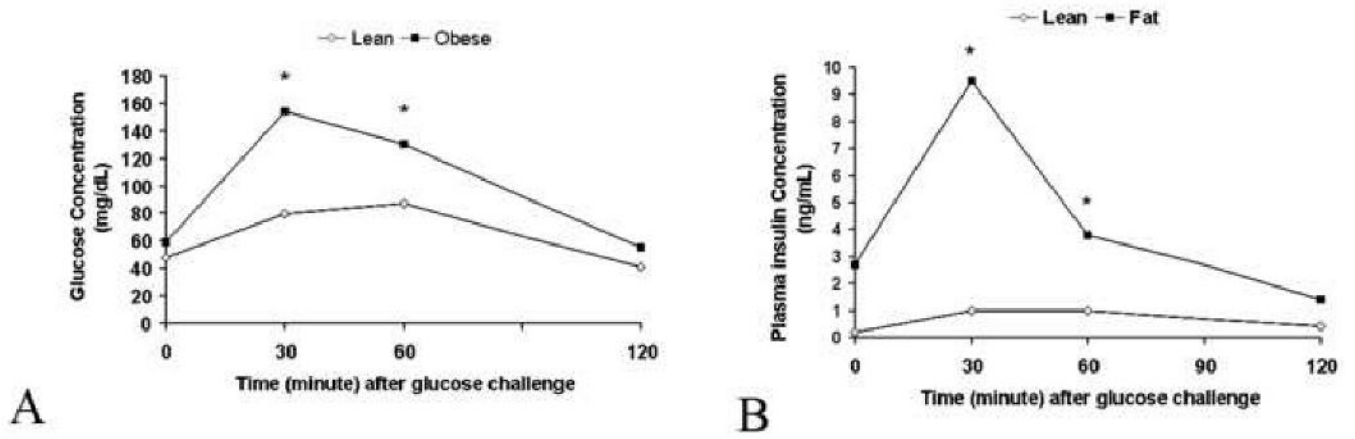 Lean Obese
*
*
180
160
140
120
100
80
60
40
20
0
Glucose Concentration
(mg/dL)
0 30 60 120
Time (minute) after glucose challenge
A
Lean Fat
*
*
10
9
8
7
6
5
4
3
2
1
0
Plasma insulin Concentration
(ng/mL)
0 30 60 90 120
Time (minute) after glucose challenge
B